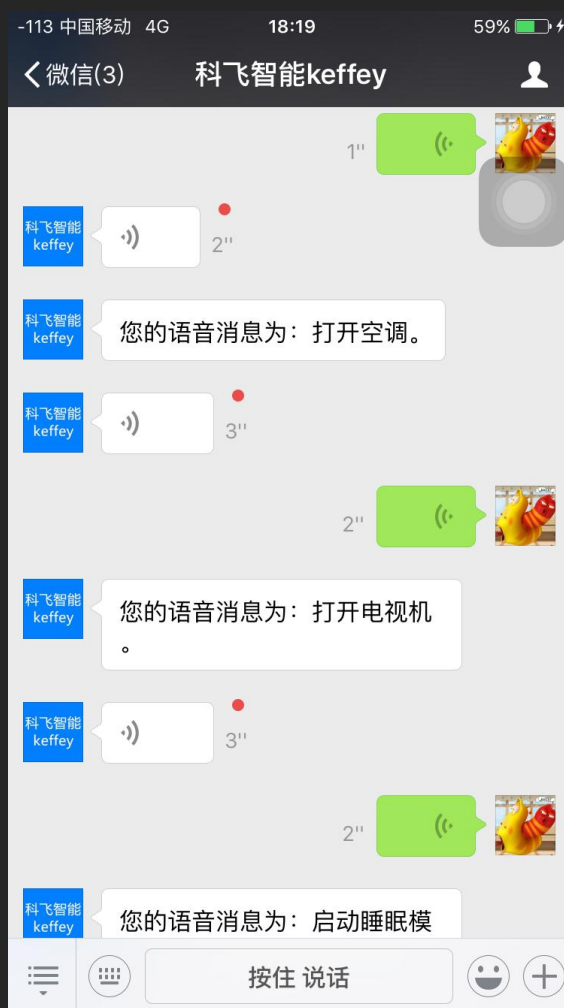 -113 中国移动 4G 18:19 59%
微信(3) 科飞智能keffey
1''
科飞智能
keffey
2''
科飞智能
keffey
您的语音消息为：打开空调。
科飞智能
keffey
3''
2''
科飞智能
keffey
您的语音消息为：打开电视机
。
科飞智能
keffey
3''
2''
科飞智能
keffey
您的语音消息为：启动睡眠模
按住 说话